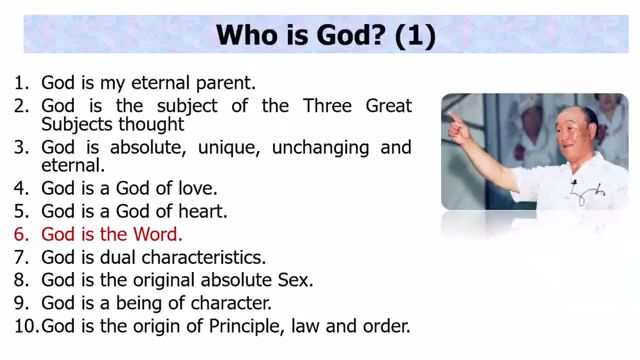 Who is God? (1)
1. God is my eternal parent.
2. God is the subject of the Three Great
Subjects thought
3. God is absolute, unique, unchanging and
eternal.
4. God is a God of love.
5. God is a God of heart.
6. God is the Word.
7. God is dual characteristics.
8. God is the original absolute Sex.
9. God is a being of character.
10. God is the origin of Principle, law and order.